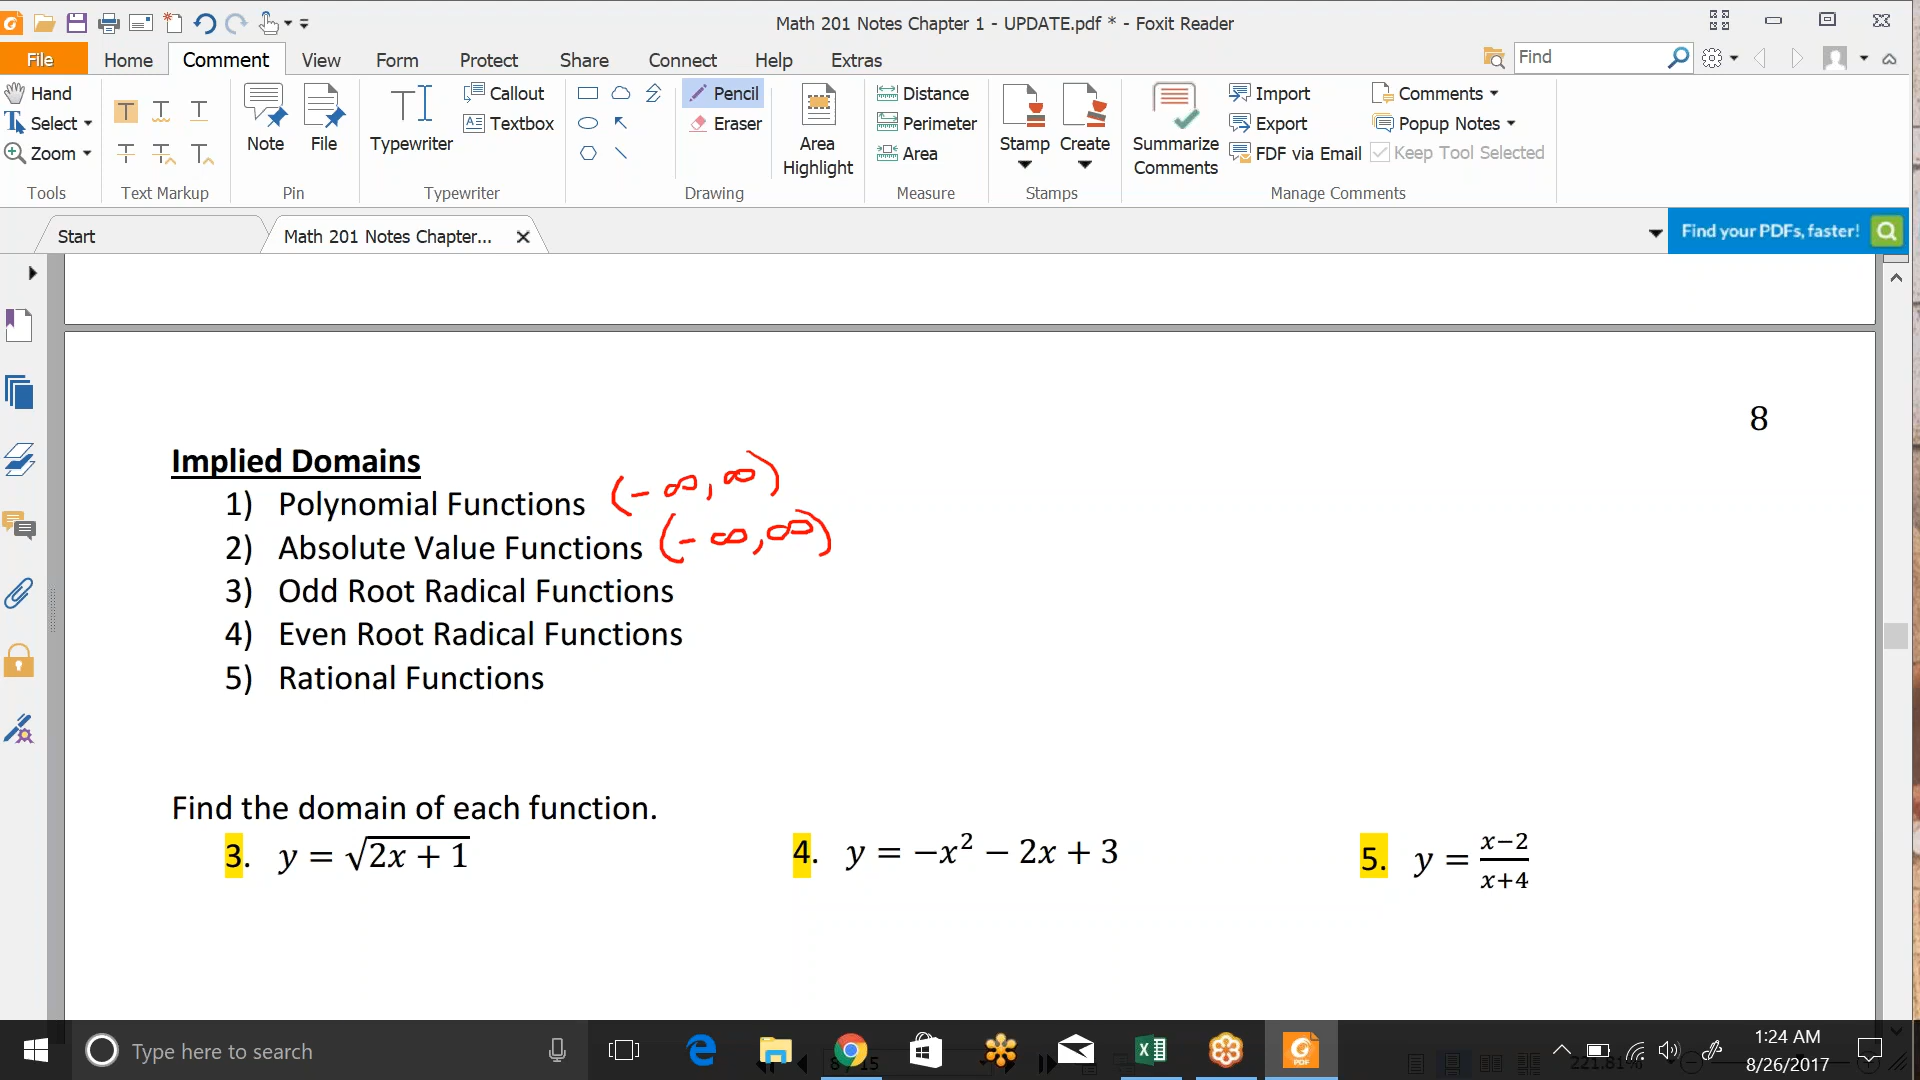 Math 201 Notes Chapter 1 - UPDATE.pdf * - Foxit Reader
File Home Comment View Form Protect Share Connect Help Extras Find
Hand
Select
Zoom
Tools
Text Markup
Note File
Pin
Typewriter
Callout
Textbox
Typewriter
Pencil
Eraser
Drawing
Area
Highlight
Distance
Perimeter
Area
Measure
Stamp Create
Stamps
Summarize
Comments
Import
Export
FDF via Email
Comments
Popup Notes
Keep Tool Selected
Manage Comments
Start Math 201 Notes Chapter... Find your PDFs, faster!
8
Implied Domains
1) Polynomial Functions (-∞,∞)
2) Absolute Value Functions (-∞,∞)
3) Odd Root Radical Functions
4) Even Root Radical Functions
5) Rational Functions
Find the domain of each function.
3. y = √(2x + 1) 4. y = −x² − 2x + 3 5. y = (x−2)/(x+4)
Type here to search
8 / 15
221.81%
1:24 AM
8/26/2017